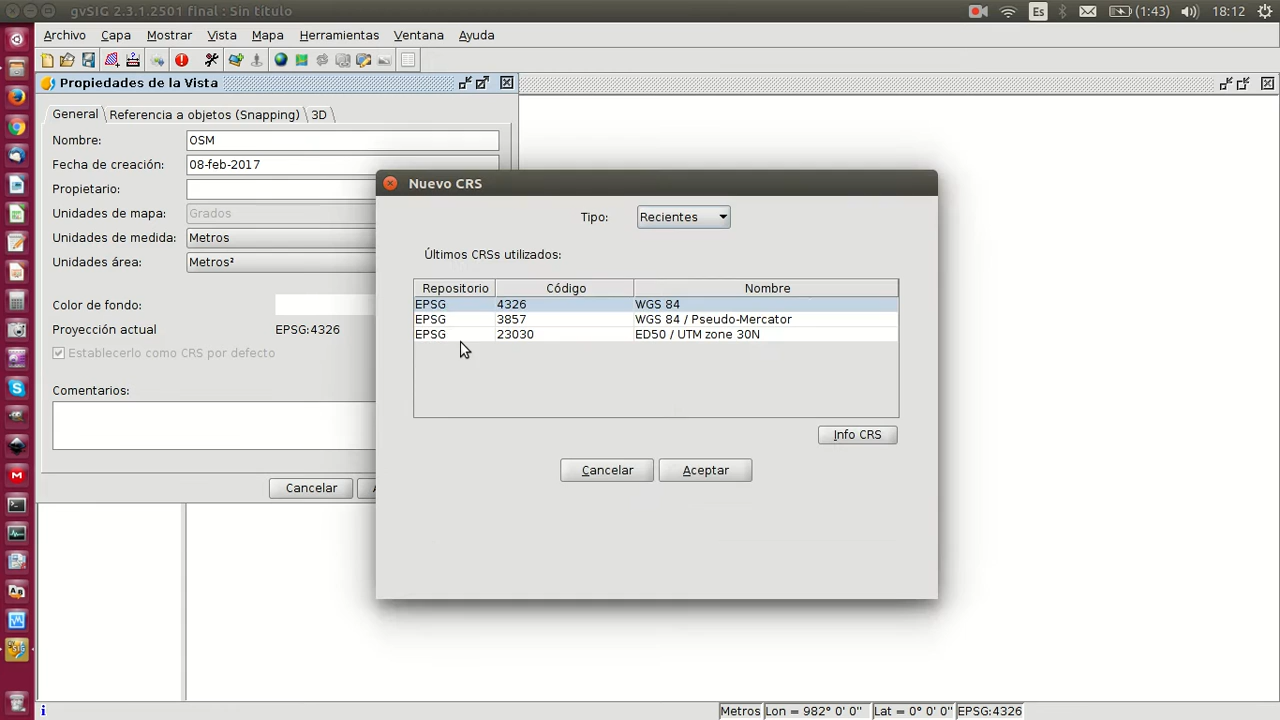 gvSIG 2.3.1.2501 final : Sin titulo
Es
(1:43)
18:12
Archivo Capa Mostrar Vista Mapa Herramientas Ventana Ayuda
Propiedades de la Vista
General Referencia a objetos (Snapping) 3D
Nombre: OSM
Fecha de creación: 08-feb-2017
Propietario:
Unidades de mapa: Grados
Unidades de medida: Metros
Unidades área: Metros²
Color de fondo:
Proyección actual EPSG:4326
Establecerlo como CRS por defecto
Comentarios:
Cancelar
Nuevo CRS
Tipo: Recientes
Últimos CRSs utilizados:
Repositorio Código Nombre
EPSG 4326 WGS 84
EPSG 3857 WGS 84 / Pseudo-Mercator
EPSG 23030 ED50 / UTM zone 30N
Info CRS
Cancelar Aceptar
Metros Lon = 982° 0' 0" Lat = 0° 0' 0" EPSG:4326